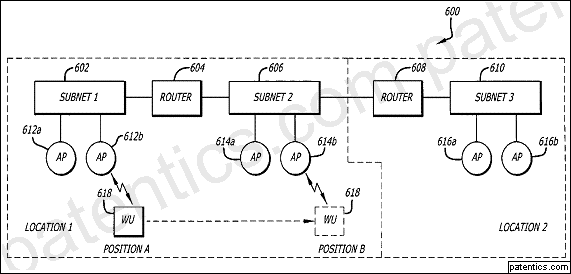 600
602
604
606
608
610
SUBNET 1
ROUTER
SUBNET 2
ROUTER
SUBNET 3
612a
AP
612b
AP
614a
AP
614b
AP
616a
AP
616b
AP
618
WU
618
WU
LOCATION 1
POSITION A
POSITION B
LOCATION 2
patentics.com
patentics.com